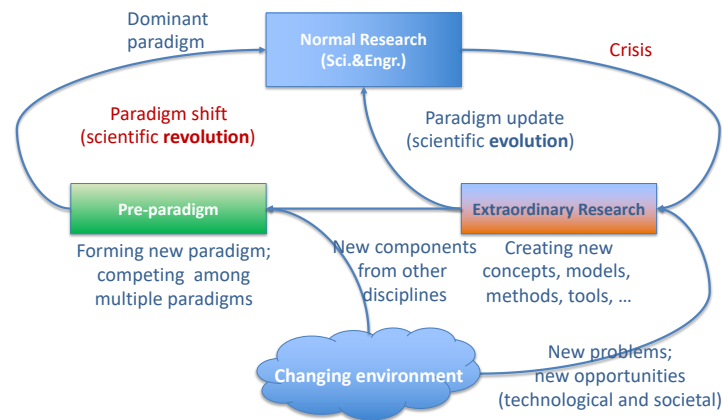 Dominant
paradigm
Normal Research
(Sci.&Engr.)
Crisis
Paradigm shift
(scientific revolution)
Paradigm update
(scientific evolution)
Pre-paradigm
Extraordinary Research
Forming new paradigm;
competing among
multiple paradigms
New components
from other
disciplines
Creating new
concepts, models,
methods, tools, ...
Changing environment
New problems;
new opportunities
(technological and societal)